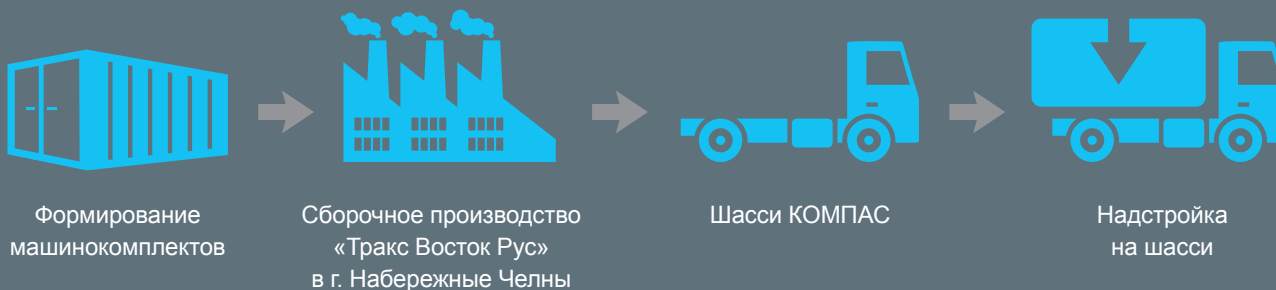 Формирование
машинокомплектов
Сборочное производство
«Тракс Восток Рус»
в г. Набережные Челны
Шасси КОМПАС
Надстройка
на шасси